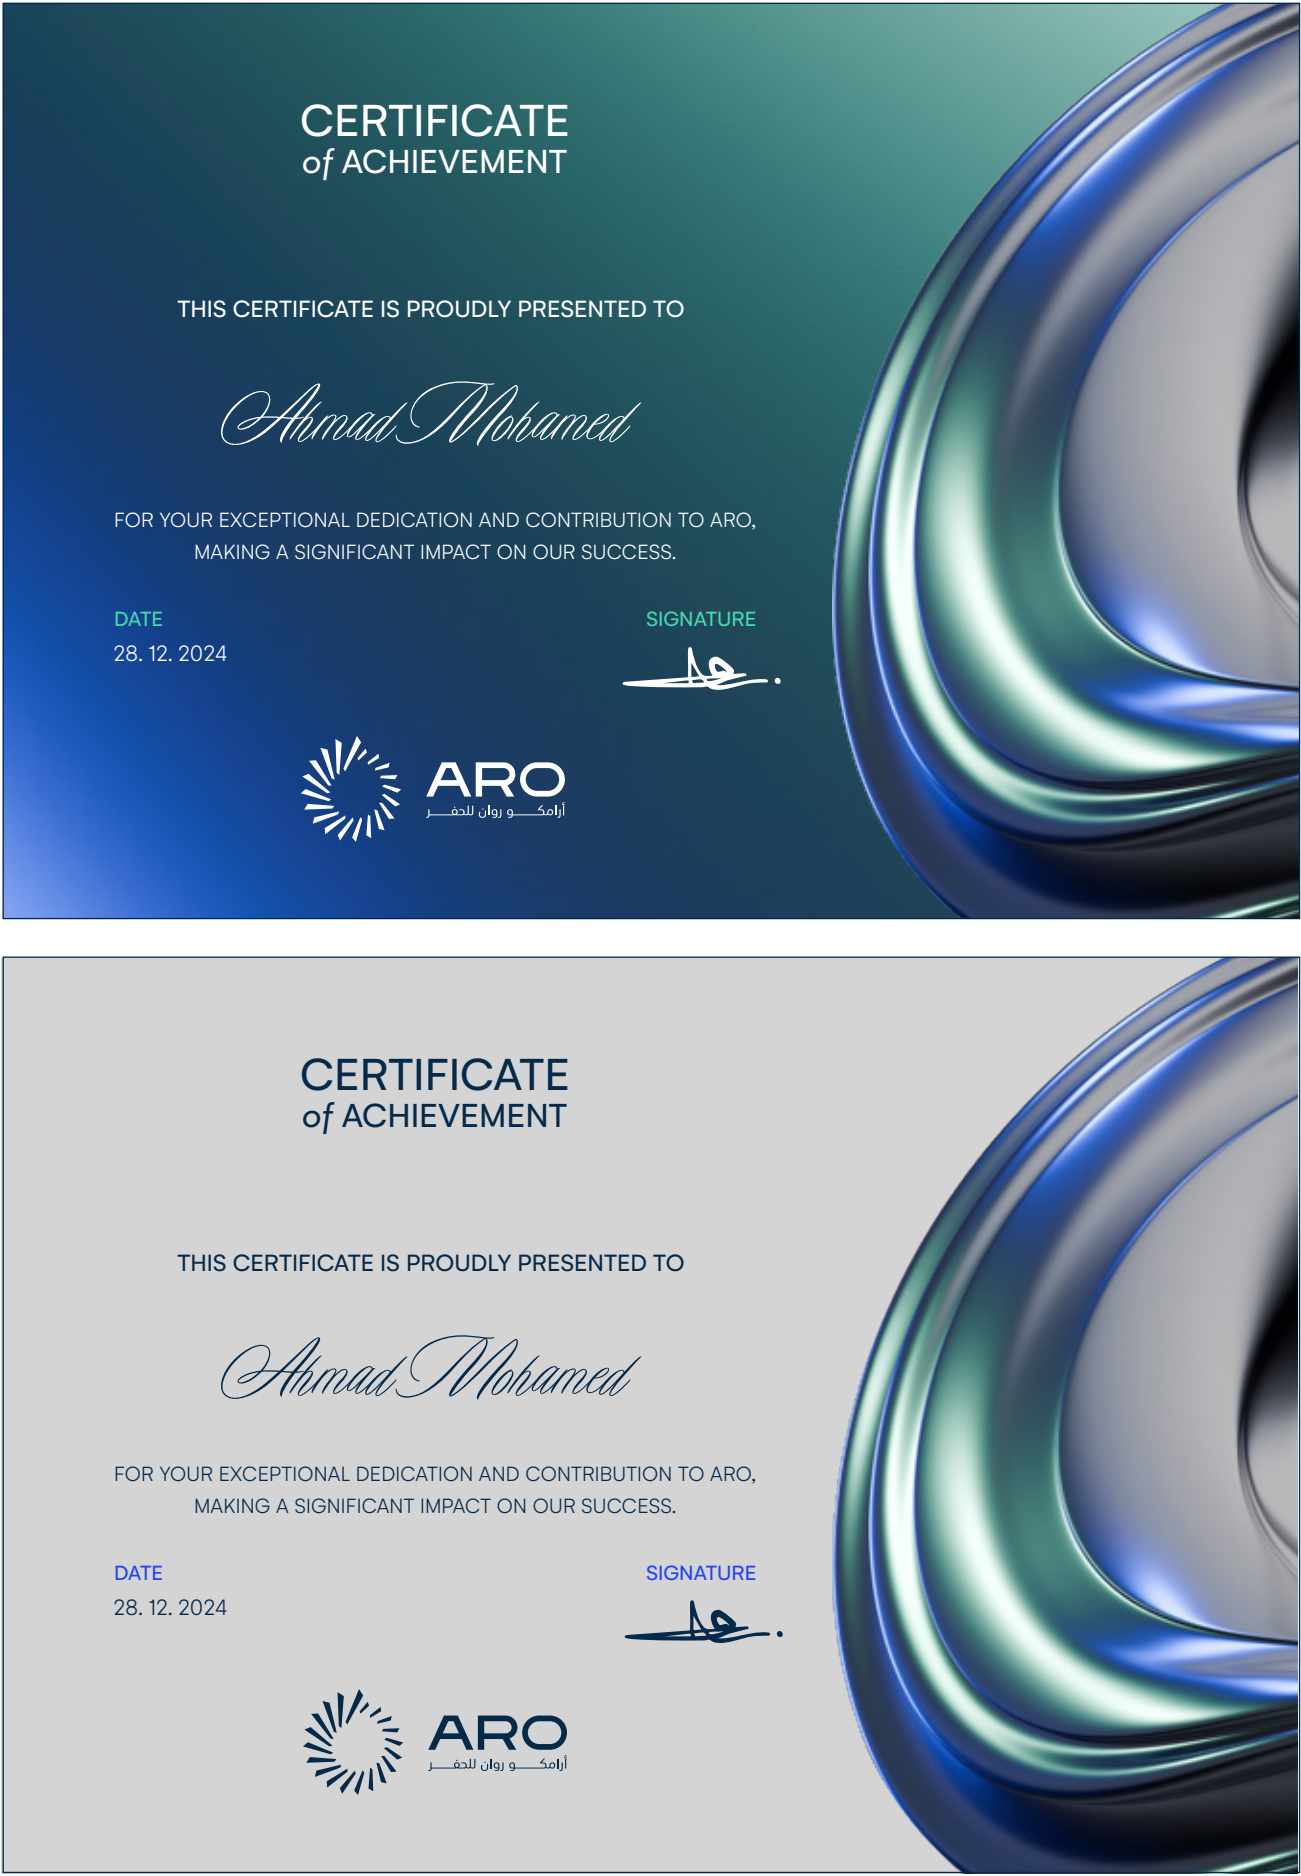 CERTIFICATE
of ACHIEVEMENT
THIS CERTIFICATE IS PROUDLY PRESENTED TO
Ahmad Mohamed
FOR YOUR EXCEPTIONAL DEDICATION AND CONTRIBUTION TO ARO,
MAKING A SIGNIFICANT IMPACT ON OUR SUCCESS.
DATE
28. 12. 2024
SIGNATURE
ARO
أرامكـــو روان للحفـــر
CERTIFICATE
of ACHIEVEMENT
THIS CERTIFICATE IS PROUDLY PRESENTED TO
Ahmad Mohamed
FOR YOUR EXCEPTIONAL DEDICATION AND CONTRIBUTION TO ARO,
MAKING A SIGNIFICANT IMPACT ON OUR SUCCESS.
DATE
28. 12. 2024
SIGNATURE
ARO
أرامكـــو روان للحفـــر